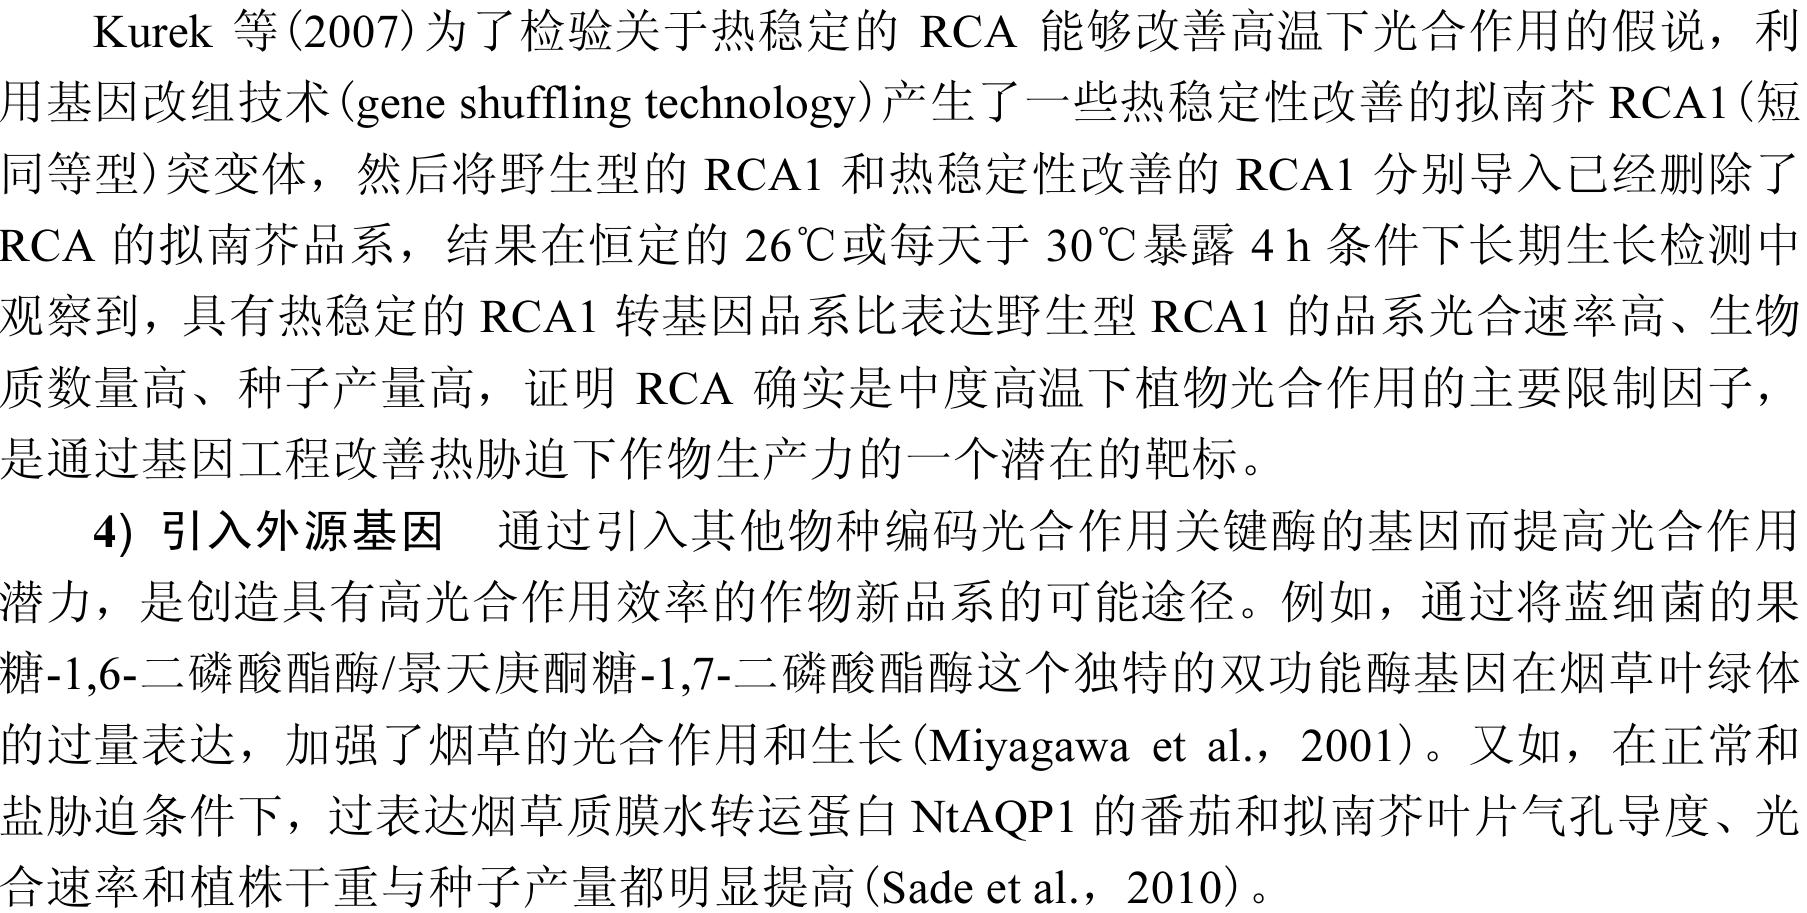 Kurek 等(2007)为了检验关于热稳定的 RCA 能够改善高温下光合作用的假说，利
用基因改组技术(gene shuffling technology)产生了一些热稳定性改善的拟南芥 RCA1(短
同等型)突变体，然后将野生型的 RCA1 和热稳定性改善的 RCA1 分别导入已经删除了
RCA 的拟南芥品系，结果在恒定的 26℃或每天于 30℃暴露 4 h 条件下长期生长检测中
观察到，具有热稳定的 RCA1 转基因品系比表达野生型 RCA1 的品系光合速率高、生物
质数量高、种子产量高，证明 RCA 确实是中度高温下植物光合作用的主要限制因子，
是通过基因工程改善热胁迫下作物生产力的一个潜在的靶标。
4) 引入外源基因 通过引入其他物种编码光合作用关键酶的基因而提高光合作用
潜力，是创造具有高光合作用效率的作物新品系的可能途径。例如，通过将蓝细菌的果
糖-1,6-二磷酸酯酶/景天庚酮糖-1,7-二磷酸酯酶这个独特的双功能酶基因在烟草叶绿体
的过量表达，加强了烟草的光合作用和生长(Miyagawa et al.，2001)。又如，在正常和
盐胁迫条件下，过表达烟草质膜水转运蛋白 NtAQP1 的番茄和拟南芥叶片气孔导度、光
合速率和植株干重与种子产量都明显提高(Sade et al.，2010)。